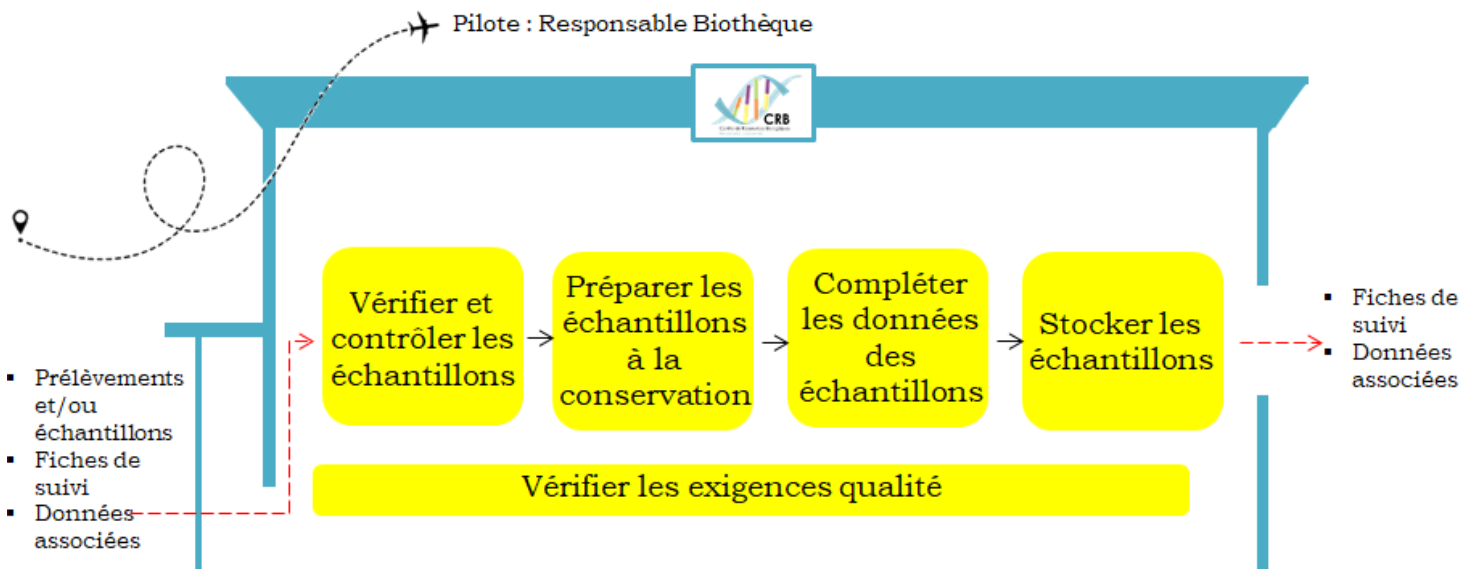 Pilote : Responsable Biothèque
CRB
Vérifier et
contrôler les
échantillons
Préparer les
échantillons
à la
conservation
Compléter
les données
des
échantillons
Stocker les
échantillons
Vérifier les exigences qualité
▪ Prélèvements
et/ou
échantillons
▪ Fiches de
suivi
▪ Données
associées
▪ Fiches de
suivi
▪ Données
associées